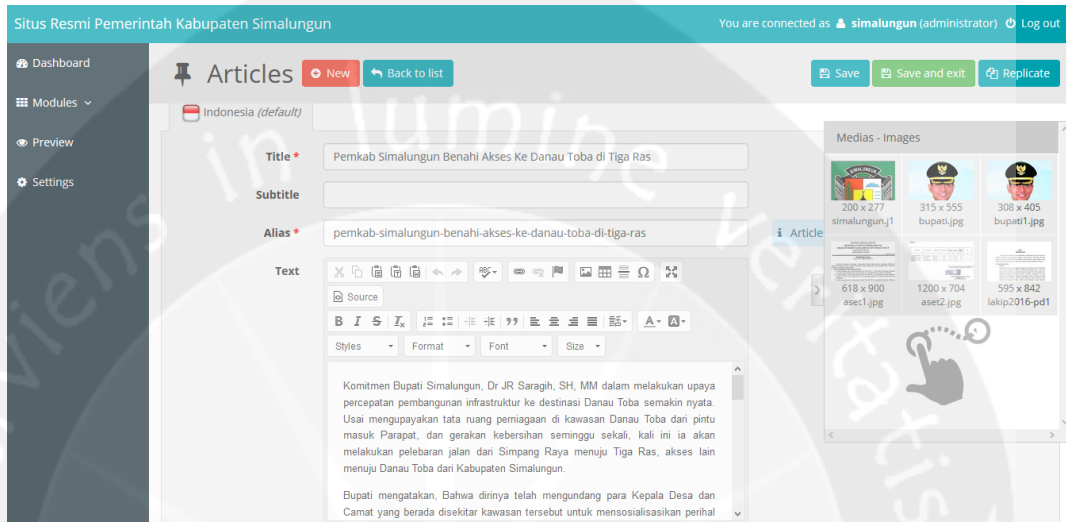 Situs Resmi Pemerintah Kabupaten Simalungun
You are connected as simalungun (administrator) Log out
Dashboard
Modules
Preview
Settings
Articles
New
Back to list
Save
Save and exit
Replicate
Indonesia (default)
Title *
Pemkab Simalungun Benahi Akses Ke Danau Toba di Tiga Ras
Subtitle
Alias *
pemkab-simalungun-benahi-akses-ke-danau-toba-di-tiga-ras
Article
Text
Source
Styles
Format
Font
Size
Komitmen Bupati Simalungun, Dr JR Saragih, SH, MM dalam melakukan upaya
percepatan pembangunan infrastruktur ke destinasi Danau Toba semakin nyata.
Usai mengupayakan tata ruang perniagaan di kawasan Danau Toba dari pintu
masuk Parapat, dan gerakan kebersihan seminggu sekali, kali ini ia akan
melakukan pelebaran jalan dari Simpang Raya menuju Tiga Ras, akses lain
menuju Danau Toba dari Kabupaten Simalungun.
Bupati mengatakan, Bahwa dirinya telah mengundang para Kepala Desa dan
Camat yang berada disekitar kawasan tersebut untuk mensosialisasikan perihal
Medias - Images
200 x 277
simalungun.j1
315 x 555
bupati.jpg
308 x 405
bupati1.jpg
618 x 900
aset1.jpg
1200 x 704
aset2.jpg
595 x 842
lakip2016-pd1
viens in lumine veritatis